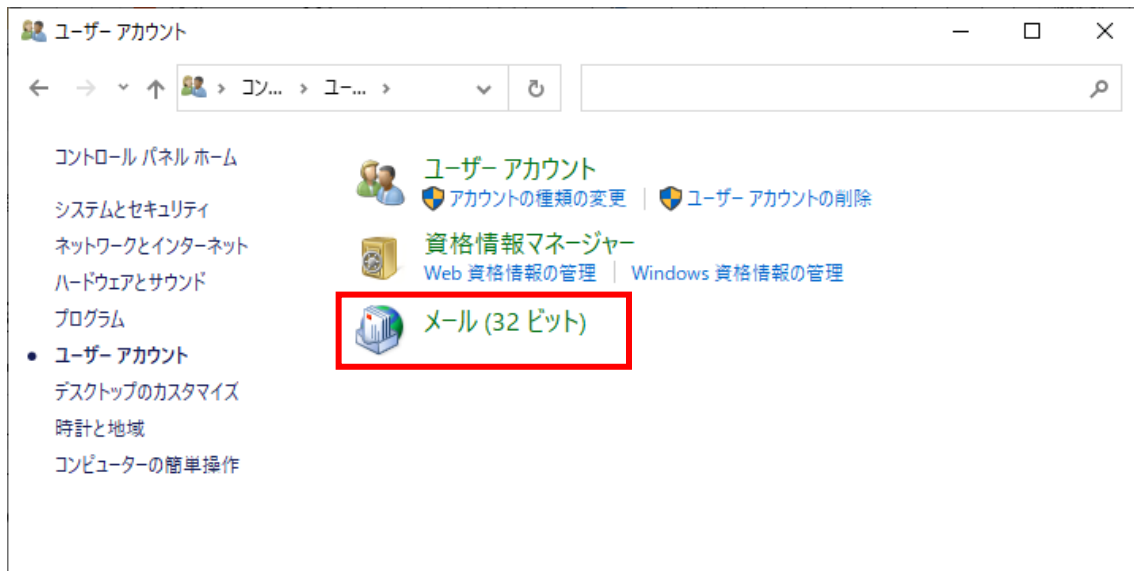 ユーザー アカウント
コン... › ユー... ›
コントロール パネル ホーム
システムとセキュリティ
ネットワークとインターネット
ハードウェアとサウンド
プログラム
ユーザー アカウント
デスクトップのカスタマイズ
時計と地域
コンピューターの簡単操作
ユーザー アカウント
アカウントの種類の変更 ユーザー アカウントの削除
資格情報マネージャー
Web 資格情報の管理 Windows 資格情報の管理
メール (32 ビット)